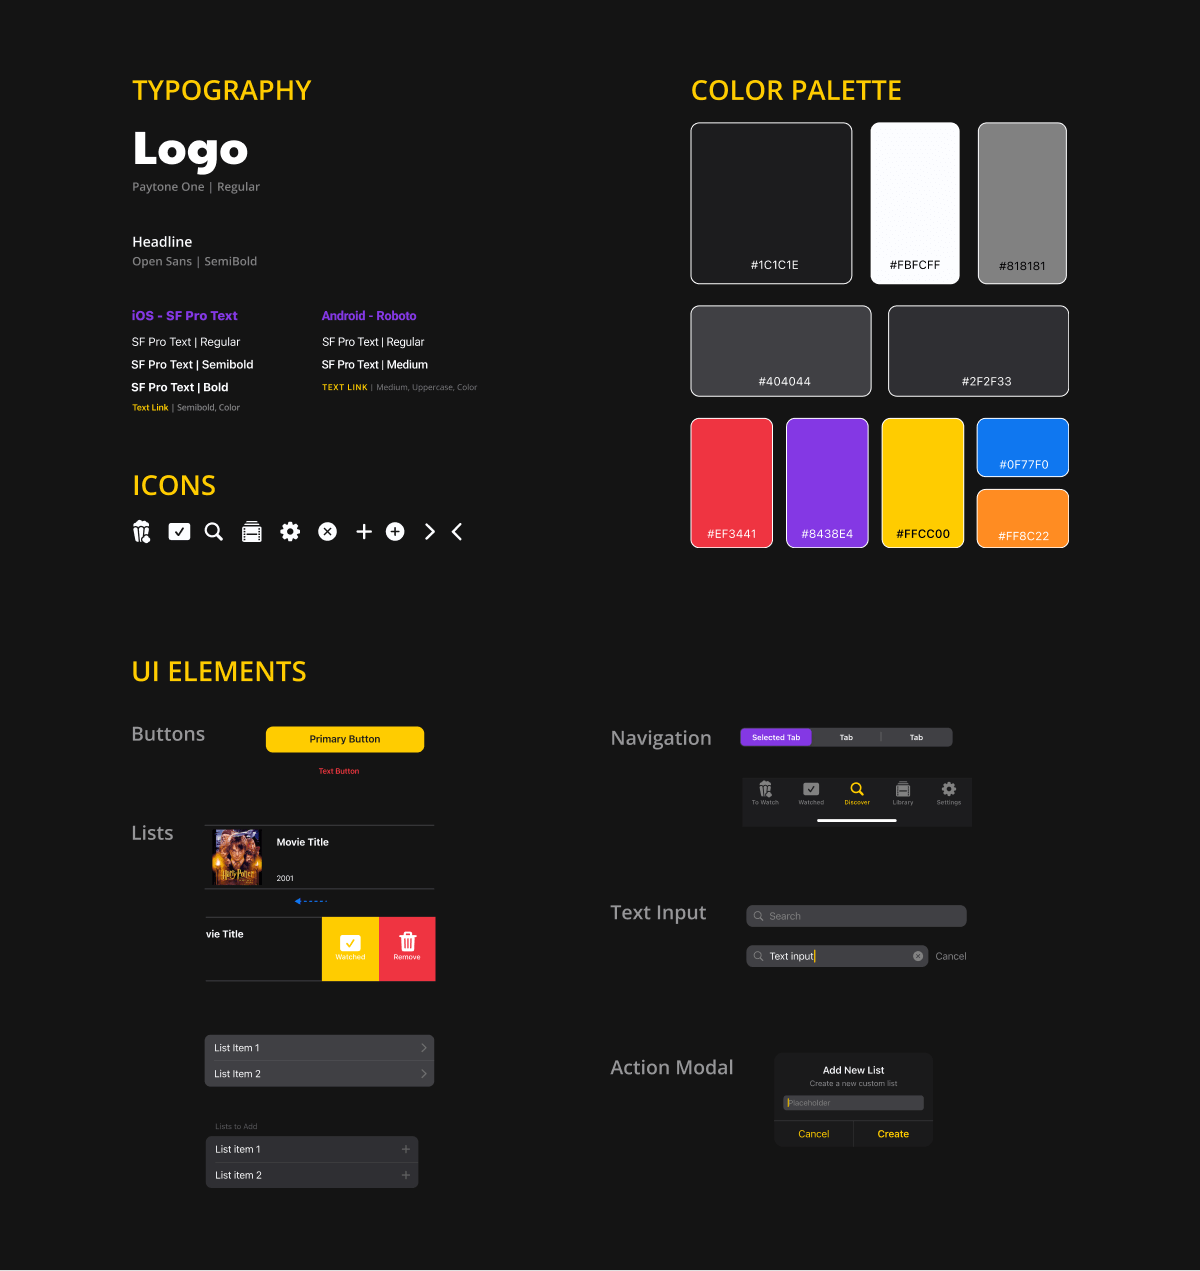 TYPOGRAPHY
Logo
Paytone One | Regular
Headline
Open Sans | SemiBold
iOS - SF Pro Text
SF Pro Text | Regular
SF Pro Text | Semibold
SF Pro Text | Bold
Text Link | Semibold, Color
Android - Roboto
SF Pro Text | Regular
SF Pro Text | Medium
TEXT LINK | Medium, Uppercase, Color
ICONS
COLOR PALETTE
#1C1C1E
#FBFCFF
#818181
#404044
#2F2F33
#EF3441
#8438E4
#FFCC00
#0F77F0
#FF8C22
UI ELEMENTS
Buttons
Primary Button
Text Button
Lists
Harry Potter
Movie Title
2001
vie Title
Watched
Remove
List Item 1
List Item 2
Lists to Add
List item 1
List item 2
Navigation
Selected Tab
Tab
Tab
To Watch
Watched
Discover
Library
Settings
Text Input
Search
Text input
Cancel
Action Modal
Add New List
Create a new custom list
Placeholder
Cancel
Create